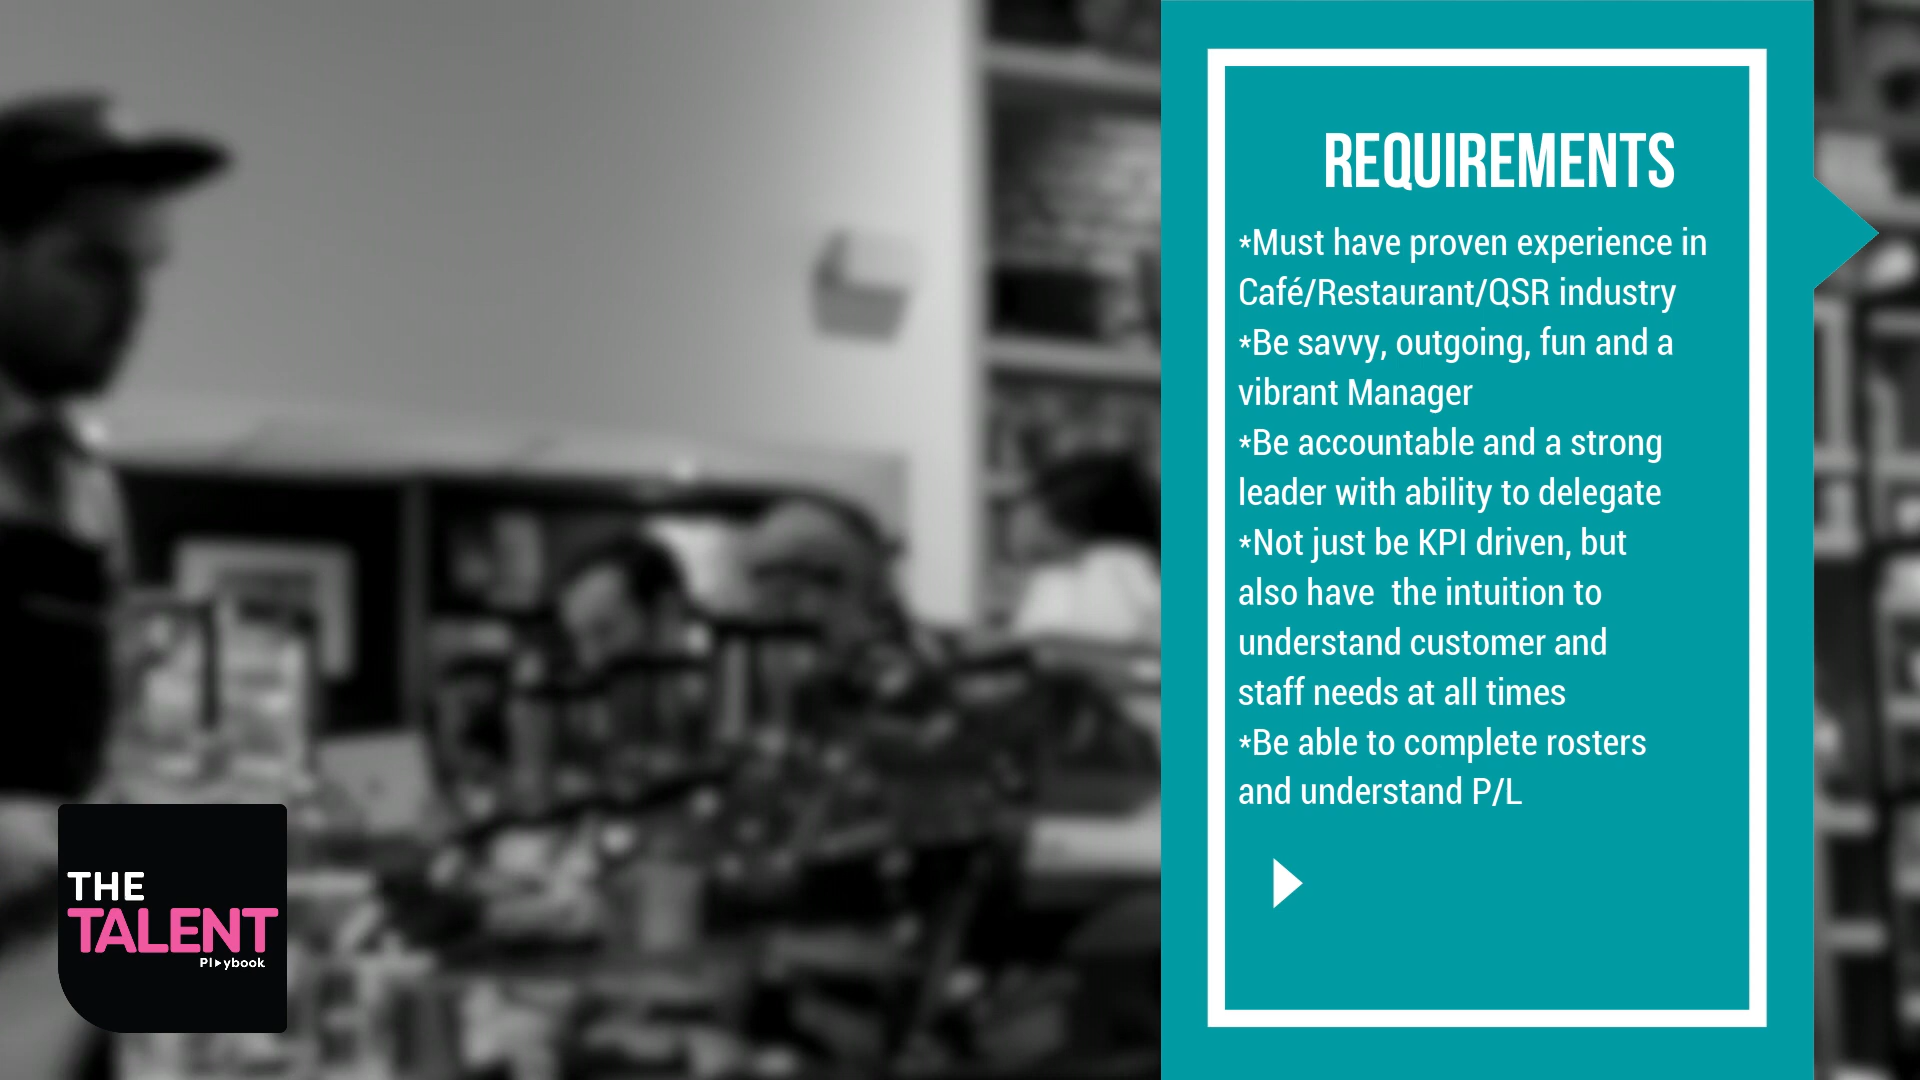 REQUIREMENTS
*Must have proven experience in
Café/Restaurant/QSR industry
*Be savvy, outgoing, fun and a
vibrant Manager
*Be accountable and a strong
leader with ability to delegate
*Not just be KPI driven, but
also have  the intuition to
understand customer and
staff needs at all times
*Be able to complete rosters
and understand P/L
THE
TALENT
Playbook